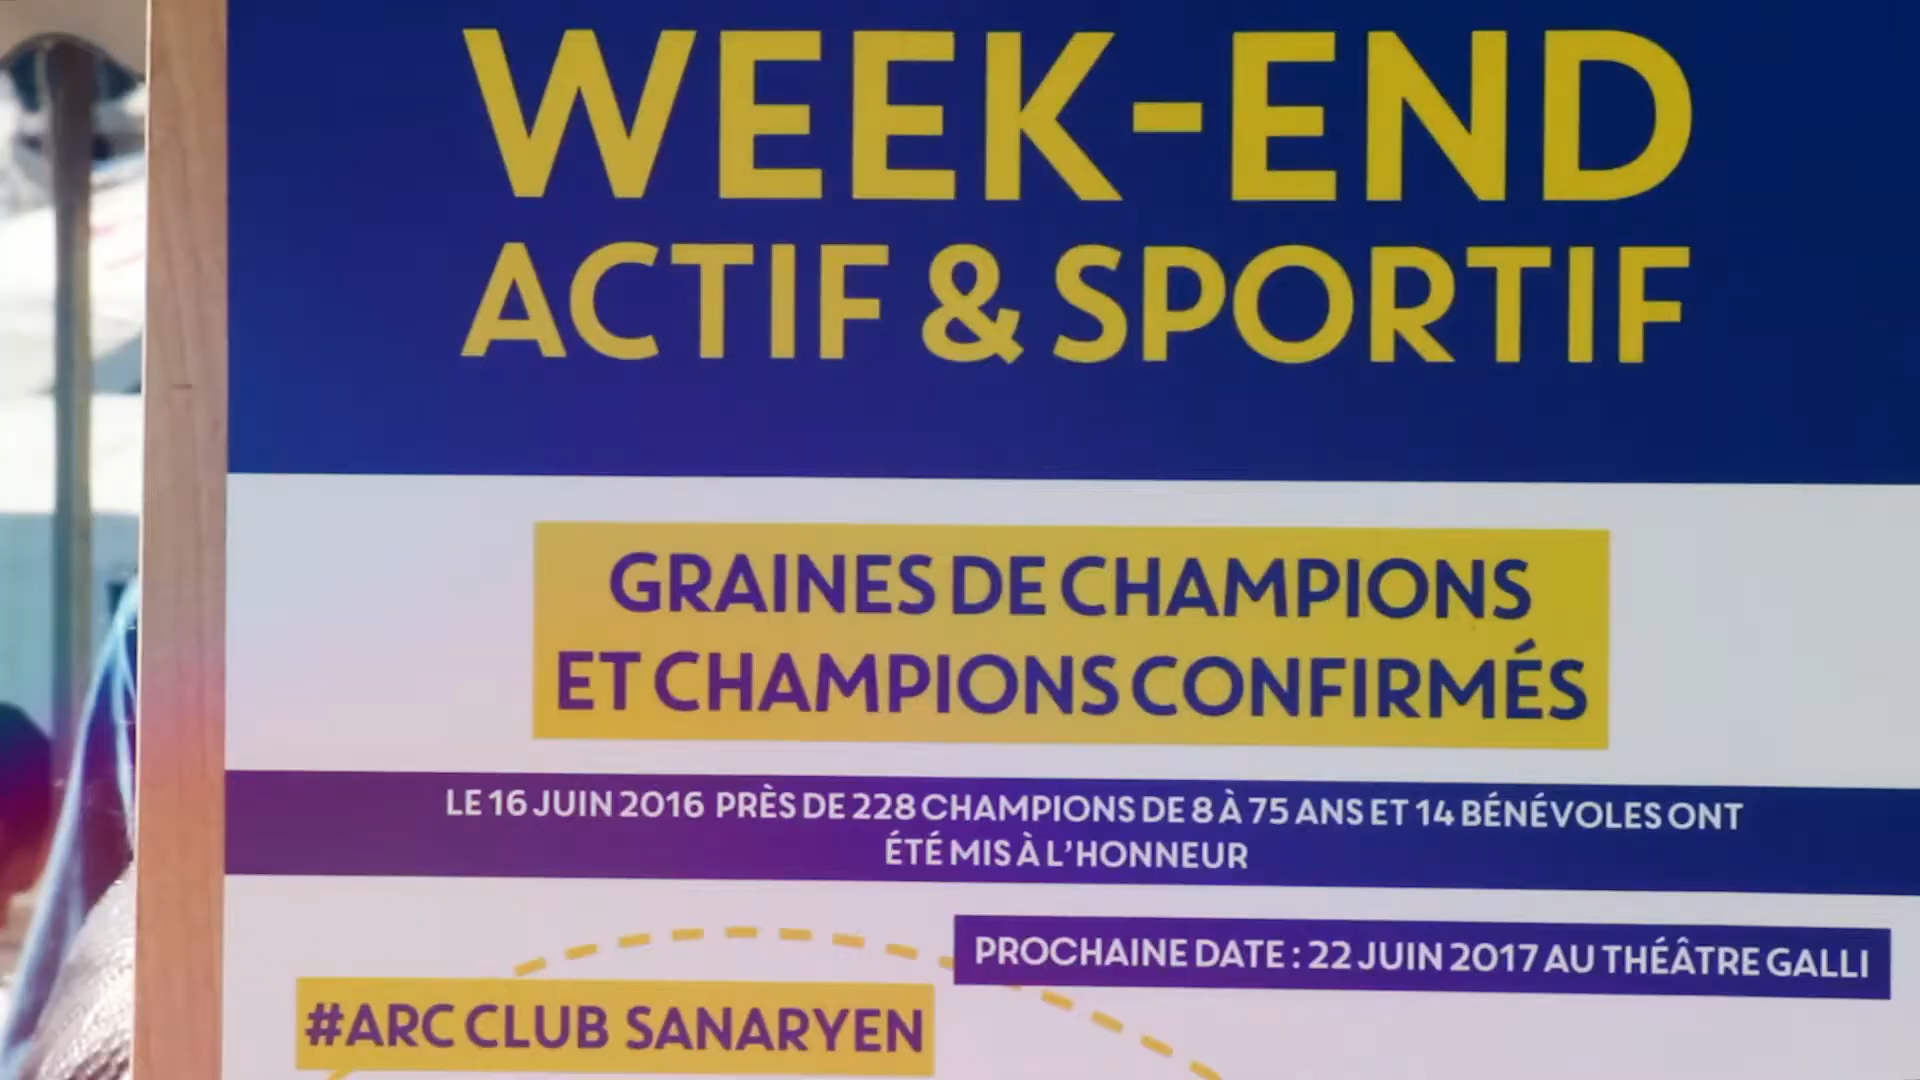 WEEK-END
ACTIF & SPORTIF
GRAINES DE CHAMPIONS
ET CHAMPIONS CONFIRMÉS
LE 16 JUIN 2016 PRÈS DE 228 CHAMPIONS DE 8 À 75 ANS ET 14 BÉNÉVOLES ONT
ÉTÉ MIS À L'HONNEUR
PROCHAINE DATE : 22 JUIN 2017 AU THÉÂTRE GALLI
#ARC CLUB SANARYEN